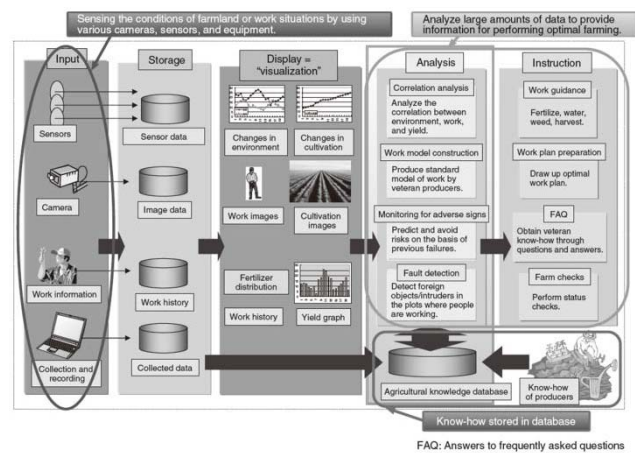 Sensing the conditions of farmland or work situations by using
various cameras, sensors, and equipment.
Analyze large amounts of data to provide
information for performing optimal farming.
Input
Sensors
Camera
Work information
Collection and
recording
Storage
Sensor data
Image data
Work history
Collected data
Display =
“visualization”
Changes in
environment
Changes in
cultivation
Work images
Cultivation
images
Fertilizer
distribution
Work history
Yield graph
Analysis
Correlation analysis
Analyze the
correlation between
environment, work,
and yield.
Work model construction
Produce standard
model of work by
veteran producers.
Monitoring for adverse signs
Predict and avoid
risks on the basis of
previous failures.
Fault detection
Detect foreign
objects/intruders in
the plots where people
are working.
Instruction
Work guidance
Fertilize, water,
weed, harvest.
Work plan preparation
Draw up optimal
work plan.
FAQ
Obtain veteran
know-how through
questions and answers.
Farm checks
Perform status
checks.
Agricultural knowledge database
Know-how
of producers
Know-how stored in database
FAQ: Answers to frequently asked questions